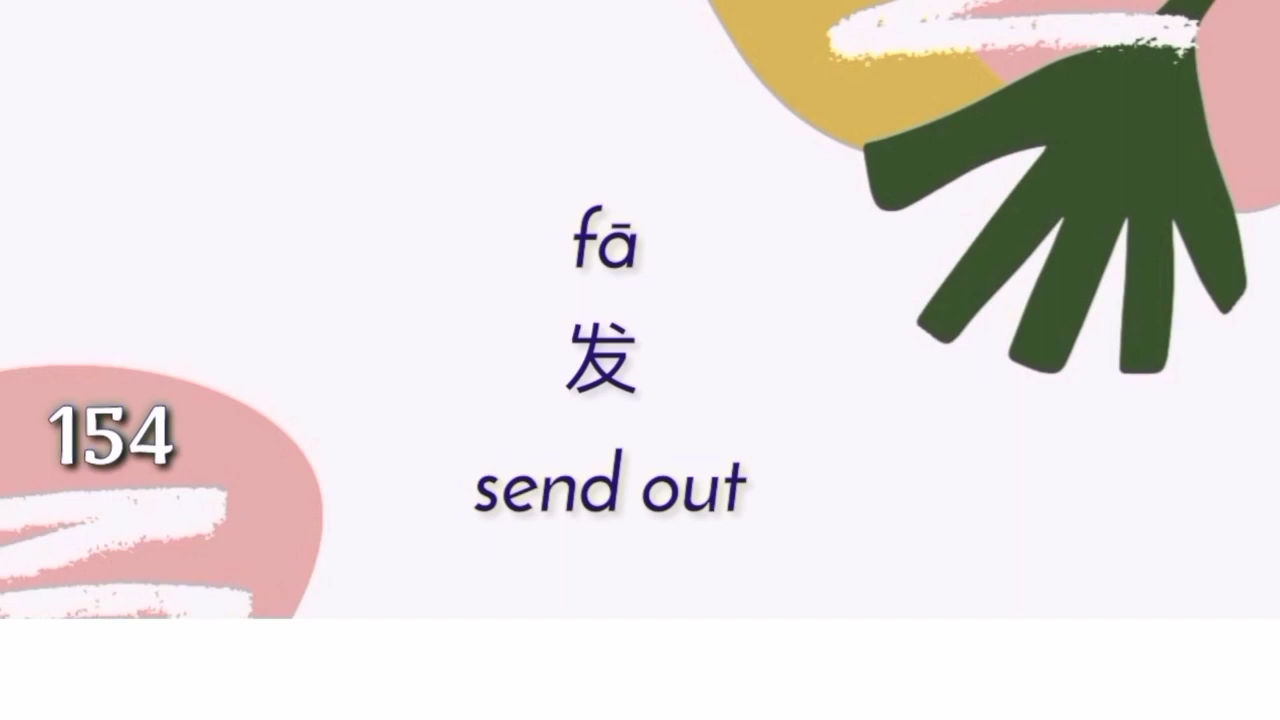 fā
发
send out
154